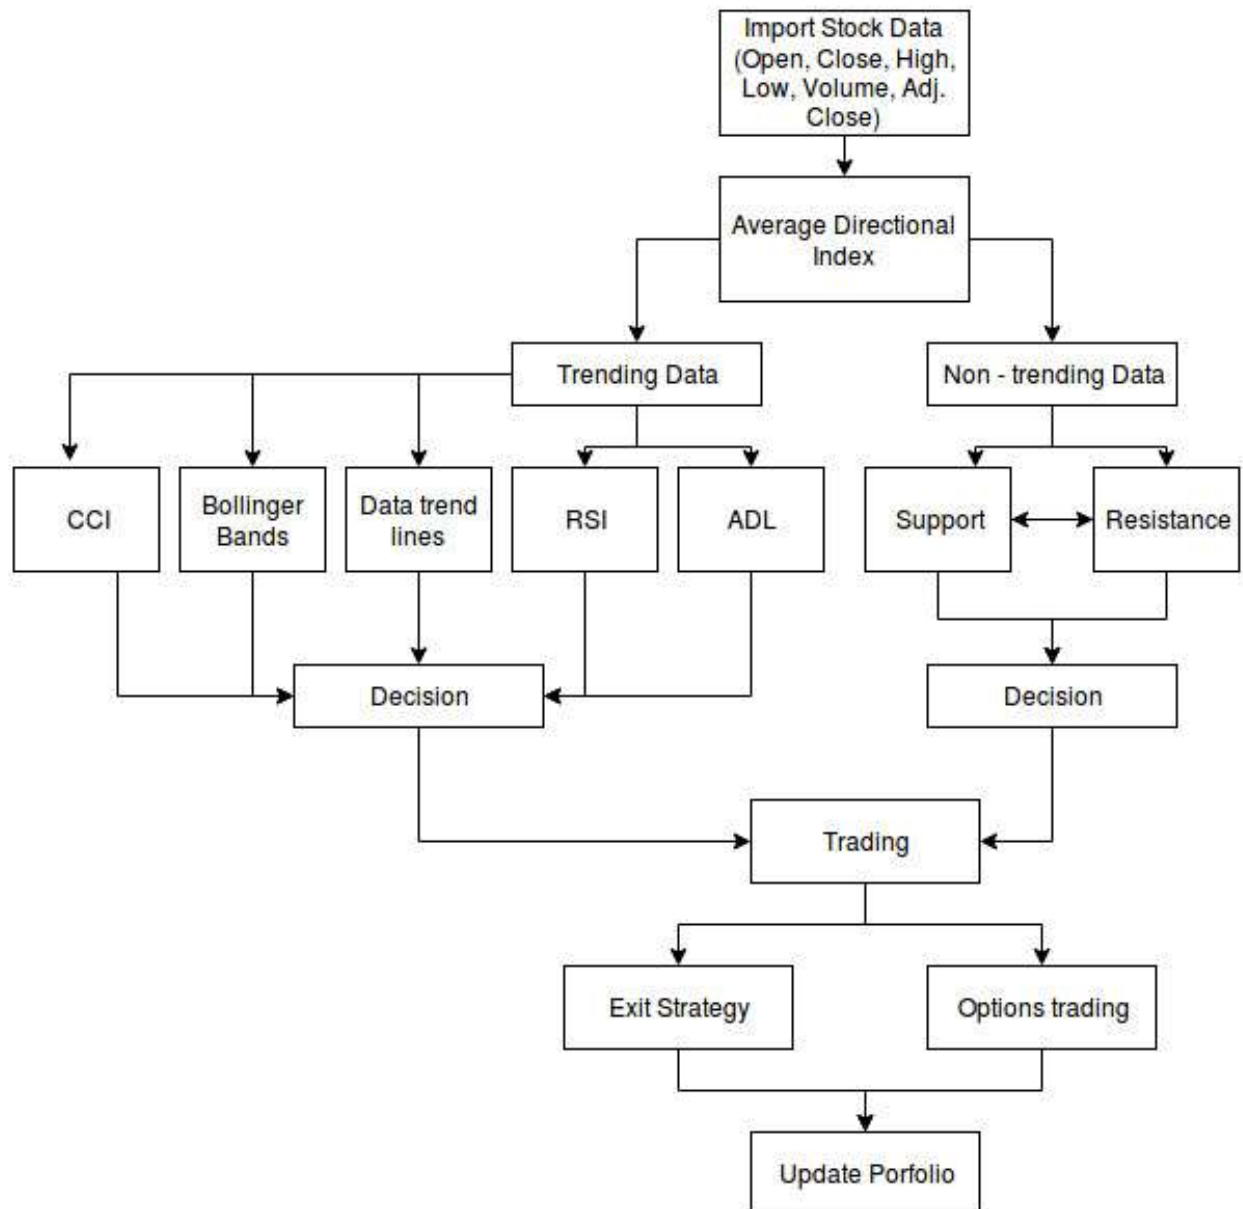 Import Stock Data
(Open, Close, High,
Low, Volume, Adj.
Close)
Average Directional
Index
Trending Data
Non - trending Data
CCI
Bollinger
Bands
Data trend
lines
RSI
ADL
Support
Resistance
Decision
Decision
Trading
Exit Strategy
Options trading
Update Porfolio